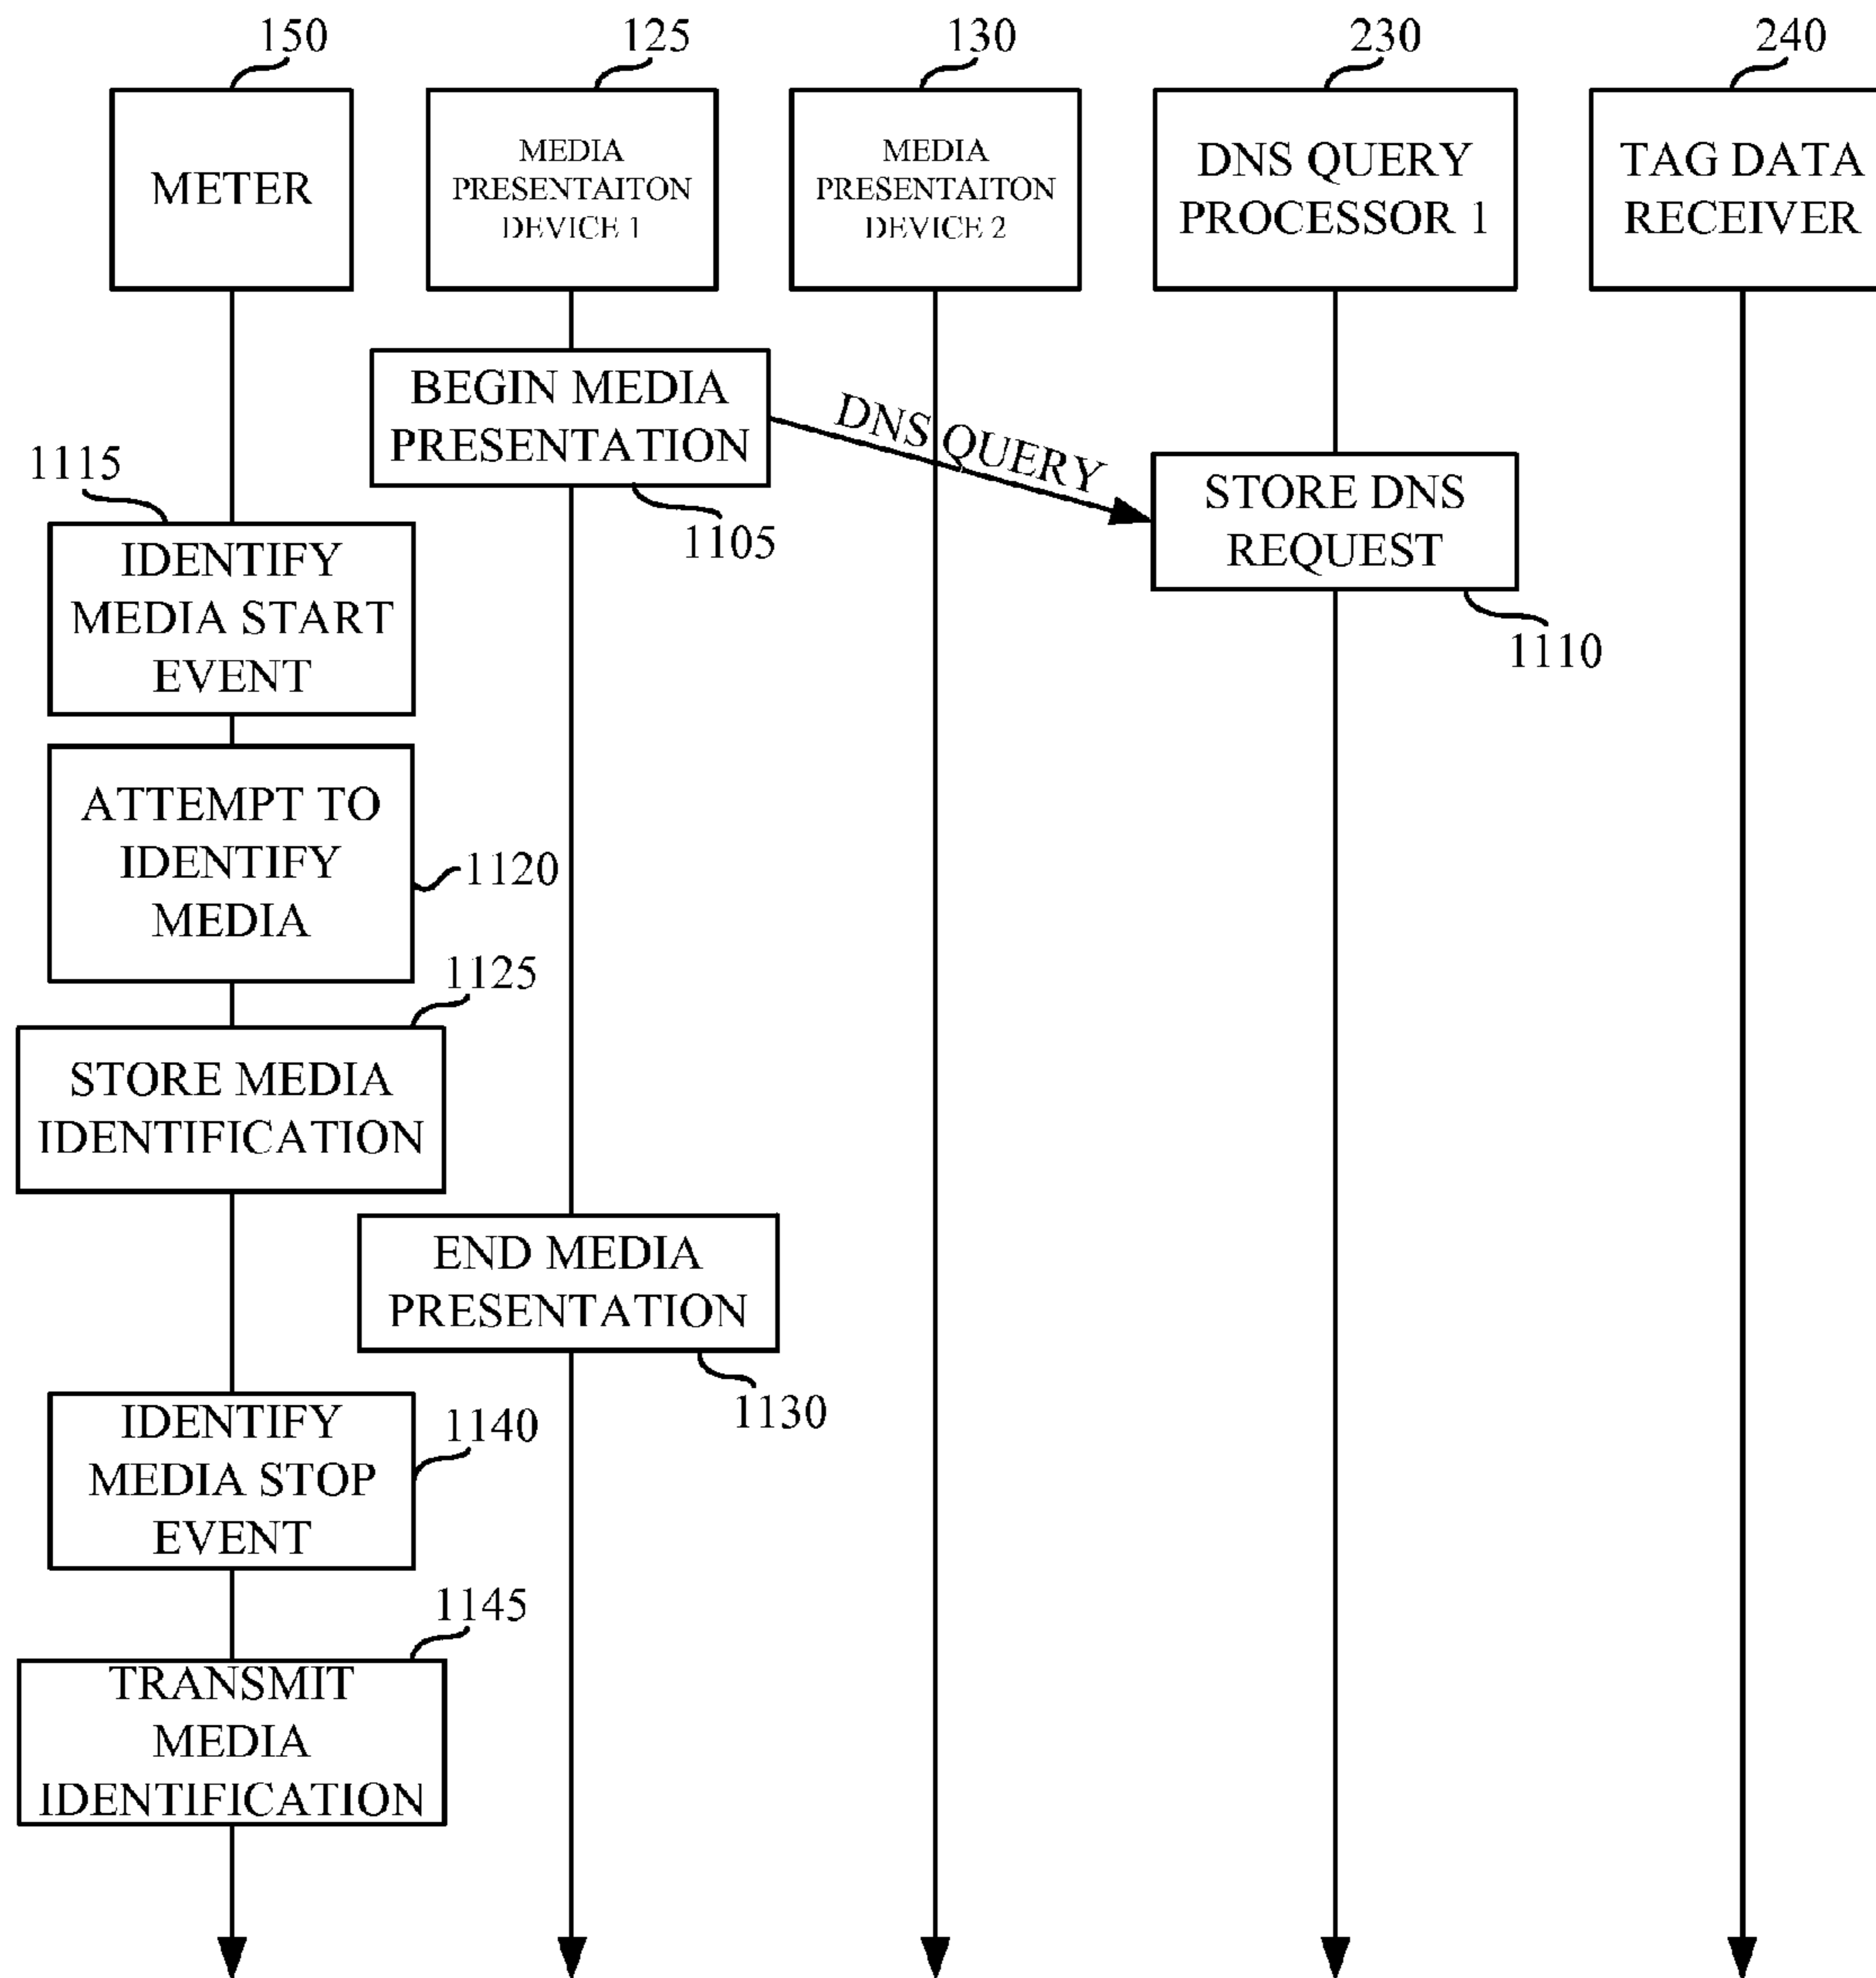 150
125
130
230
240
METER
MEDIA
PRESENTAITON
DEVICE 1
MEDIA
PRESENTAITON
DEVICE 2
DNS QUERY
PROCESSOR 1
TAG DATA
RECEIVER
BEGIN MEDIA
PRESENTATION
1105
DNS QUERY
STORE DNS
REQUEST
1110
1115
IDENTIFY
MEDIA START
EVENT
ATTEMPT TO
IDENTIFY
MEDIA
1120
1125
STORE MEDIA
IDENTIFICATION
END MEDIA
PRESENTATION
1130
IDENTIFY
MEDIA STOP
EVENT
1140
1145
TRANSMIT
MEDIA
IDENTIFICATION